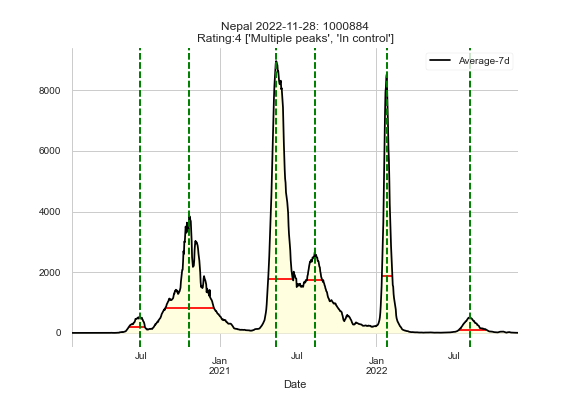 Nepal 2022-11-28: 1000884
Rating:4 ['Multiple peaks', 'In control']
Average-7d
8000
6000
4000
2000
0
Jul
Jan
2021
Jul
Jan
2022
Jul
Date